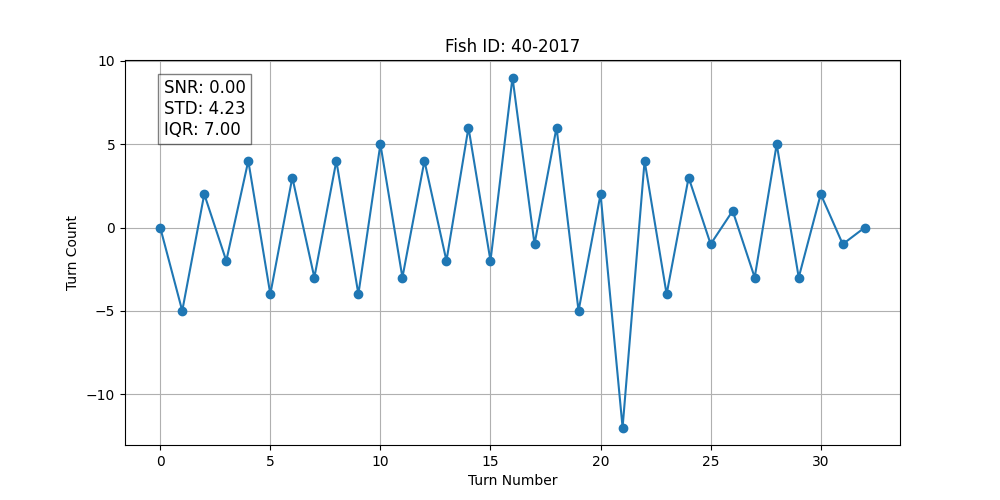 Fish ID: 40-2017
SNR: 0.00
STD: 4.23
IQR: 7.00
Turn Count
10
5
0
−5
−10
0 5 10 15 20 25 30
Turn Number